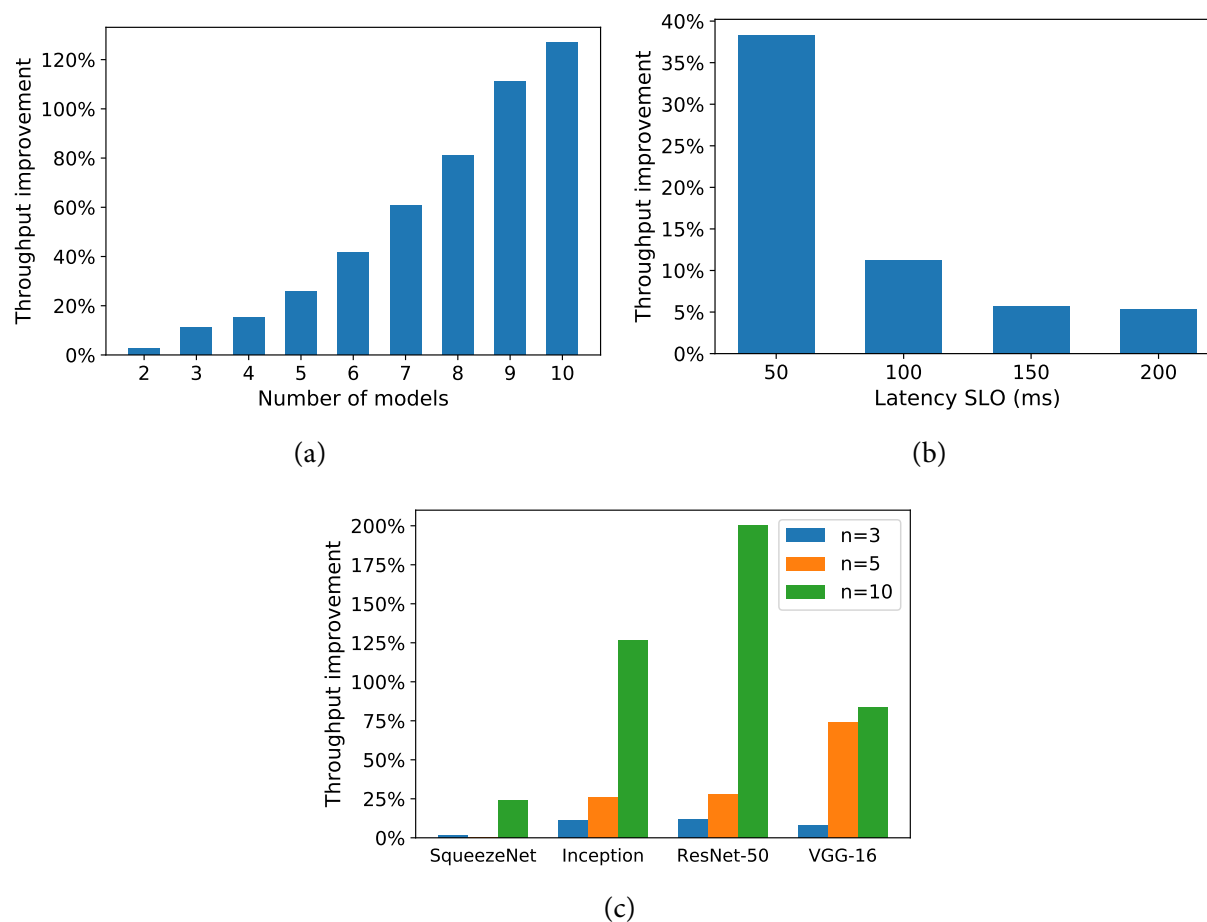 Throughput improvement
120%
100%
80%
60%
40%
20%
0%
2 3 4 5 6 7 8 9 10
Number of models
(a)
Throughput improvement
40%
35%
30%
25%
20%
15%
10%
5%
0%
50 100 150 200
Latency SLO (ms)
(b)
Throughput improvement
200%
175%
150%
125%
100%
75%
50%
25%
0%
n=3
n=5
n=10
SqueezeNet Inception ResNet-50 VGG-16
(c)